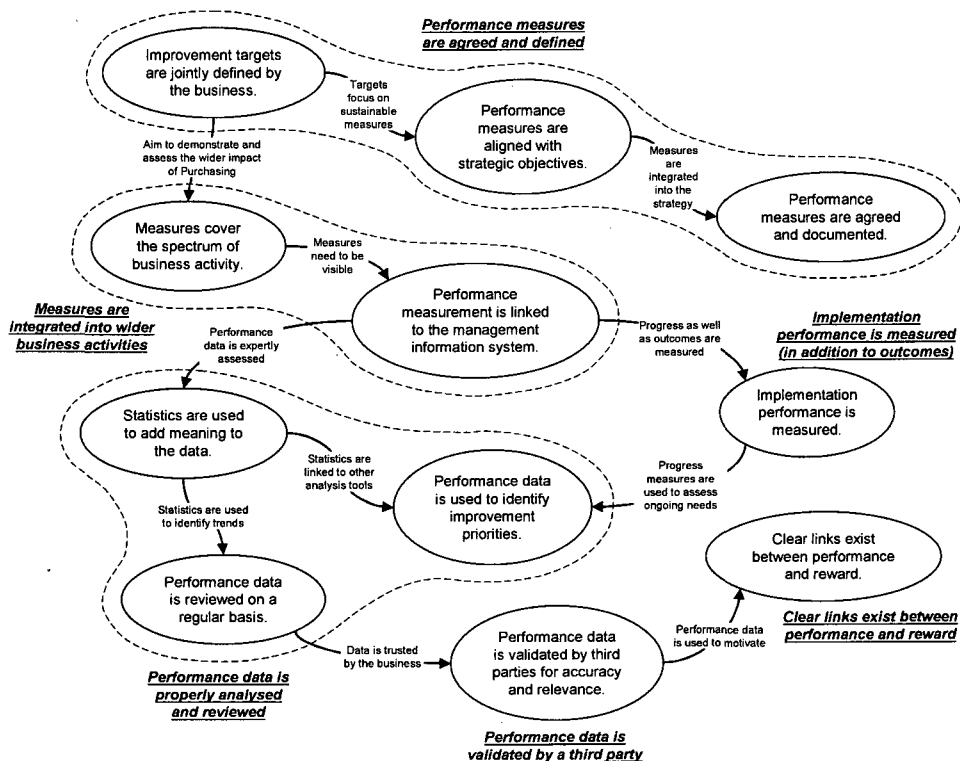 Performance measures
are agreed and defined
Improvement targets
are jointly defined by
the business.
Targets
focus on
sustainable
measures
Performance
measures are
aligned with
strategic objectives.
Aim to demonstrate and
assess the wider impact
of Purchasing
Measures
are
integrated
into the
strategy
Performance
measures are agreed
and documented.
Measures cover
the spectrum of
business activity.
Measures
need to be
visible
Performance
measurement is linked
to the management
information system.
Measures are
integrated into wider
business activities
Performance
data is expertly
assessed
Progress as well
as outcomes are
measured
Implementation
performance is measured
(in addition to outcomes)
Implementation
performance is
measured.
Statistics are used
to add meaning to
the data.
Statistics are
linked to other
analysis tools
Performance data
is used to identify
improvement
priorities.
Progress
measures are
used to assess
ongoing needs
Statistics are used
to identify trends
Performance data
is reviewed on a
regular basis.
Clear links exist
between performance
and reward.
Clear links exist between
performance and reward
Data is trusted
by the business
Performance data
is validated by third
parties for accuracy
and relevance.
Performance data
is used to motivate
Performance data is
properly analysed
and reviewed
Performance data is
validated by a third party